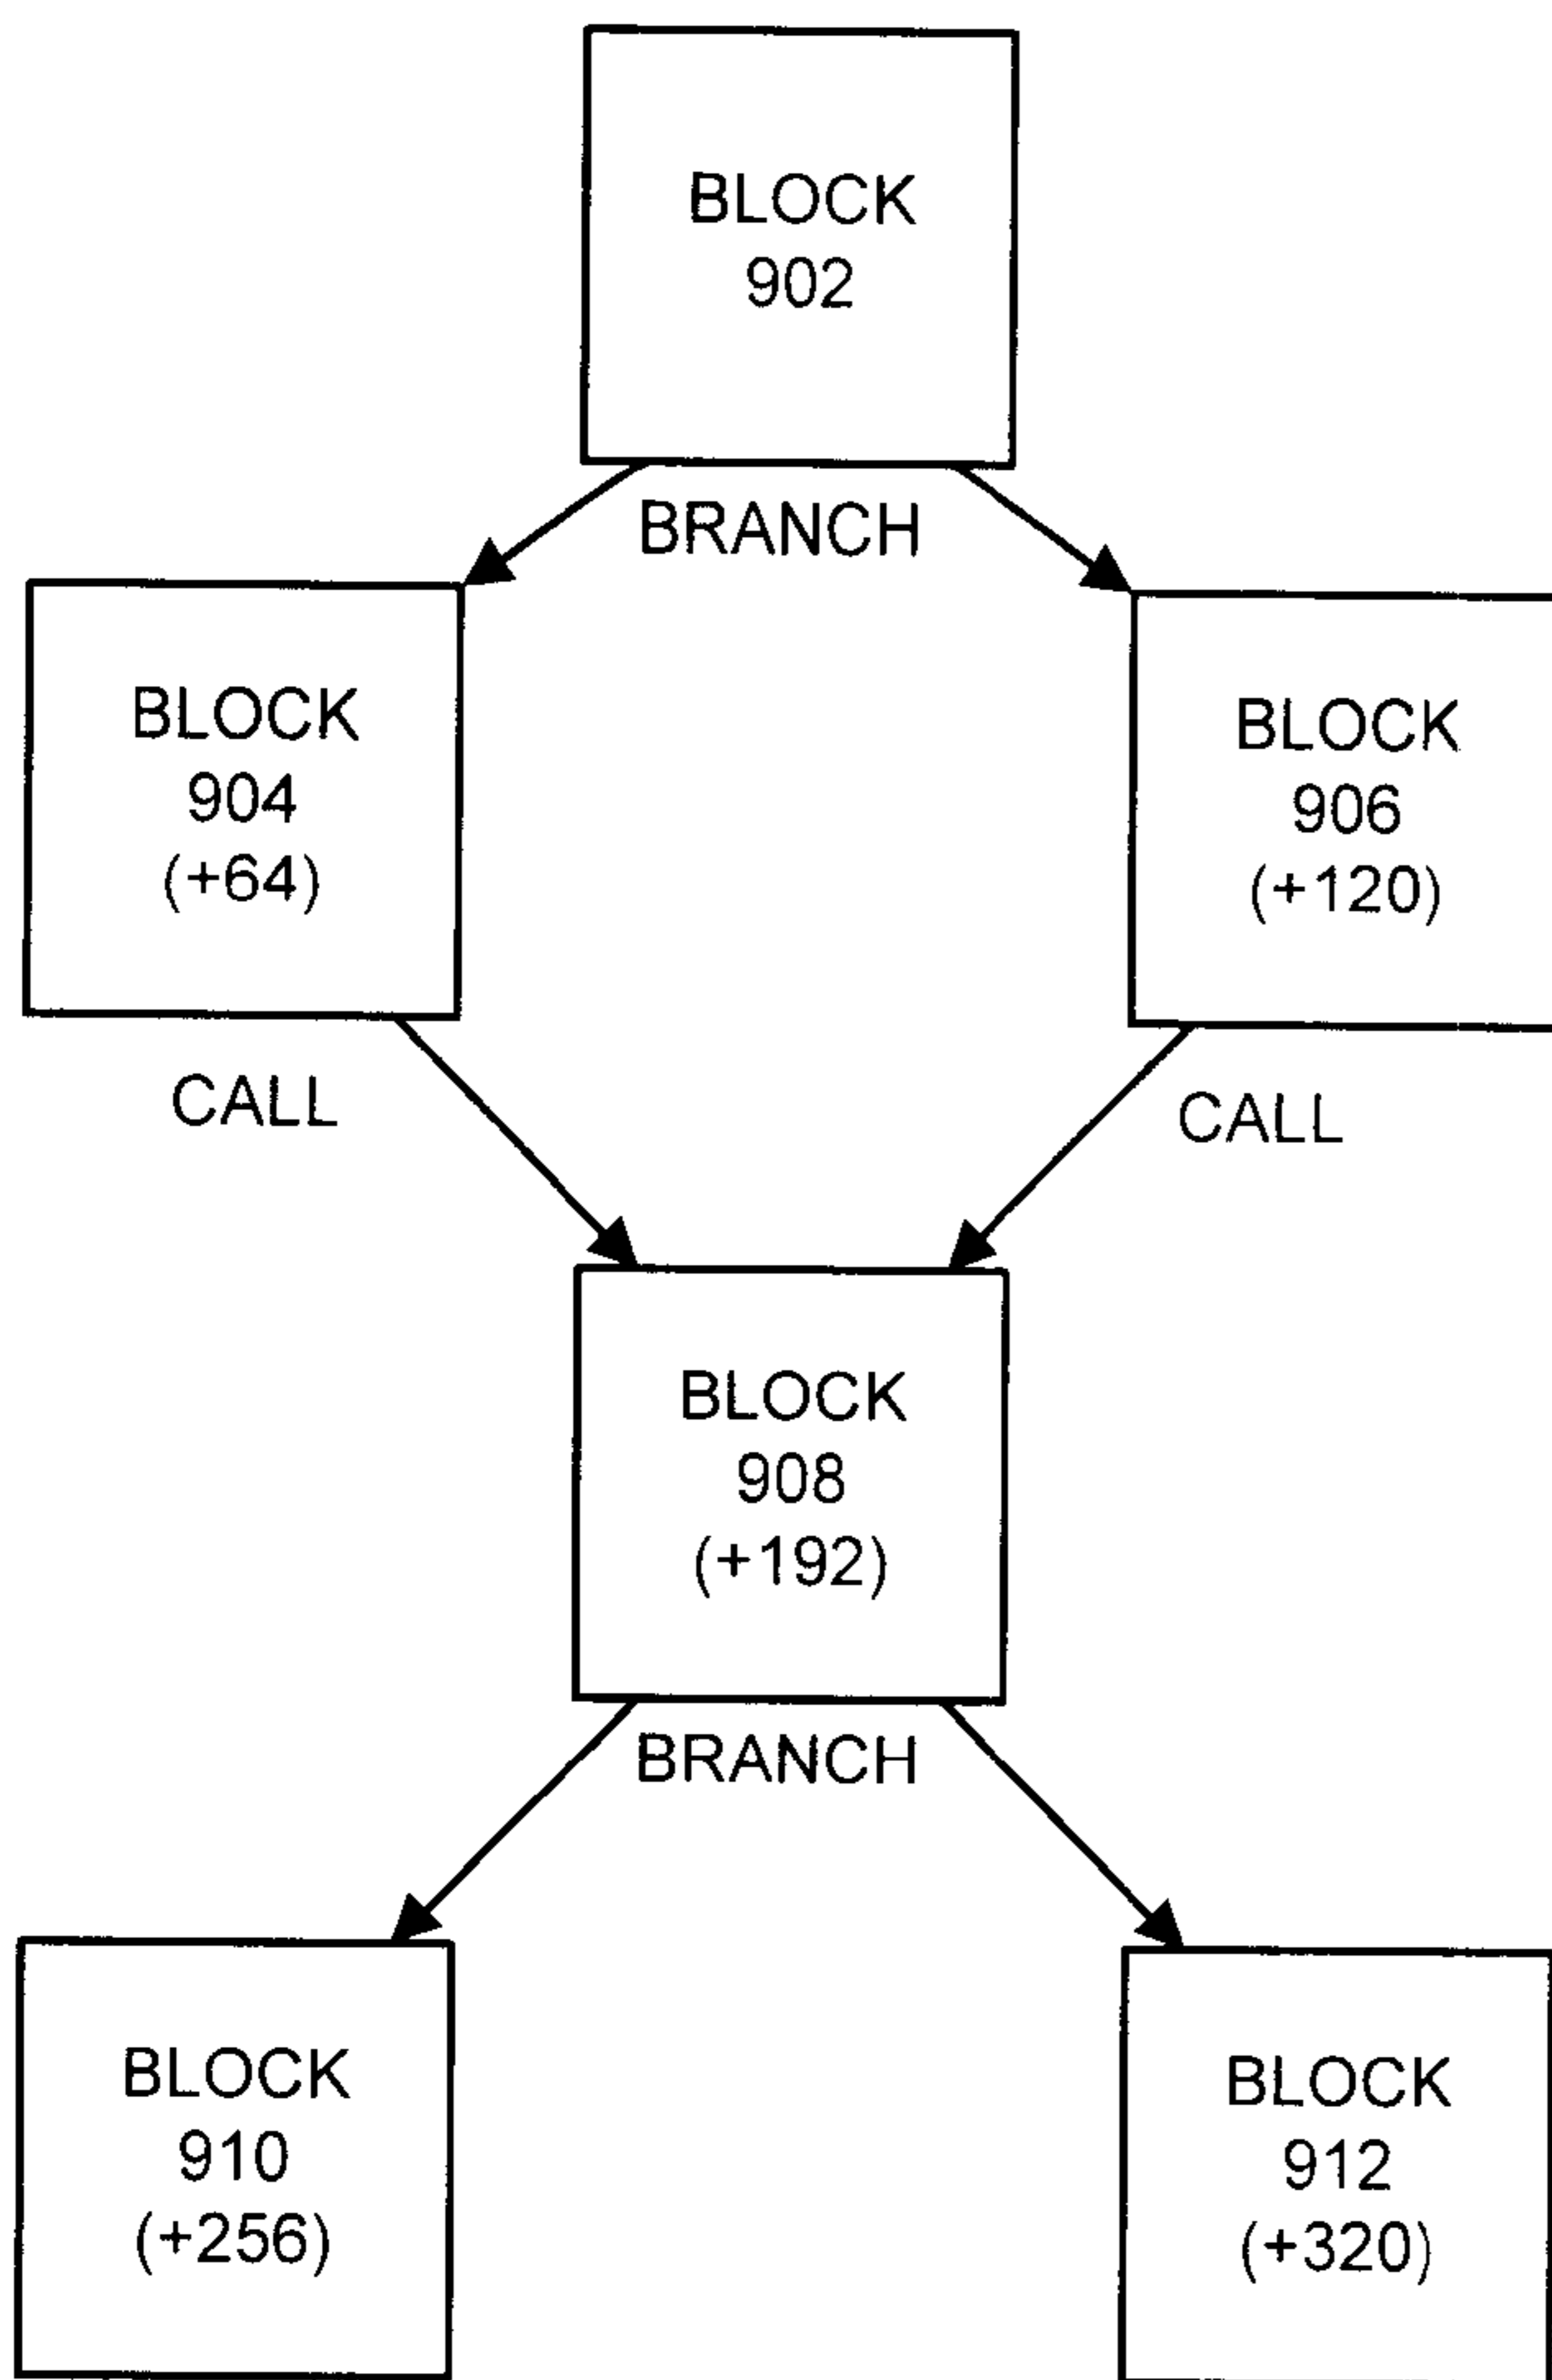 BLOCK
902
BRANCH
BLOCK
904
(+64)
BLOCK
906
(+120)
CALL
CALL
BLOCK
908
(+192)
BRANCH
BLOCK
910
(+256)
BLOCK
912
(+320)